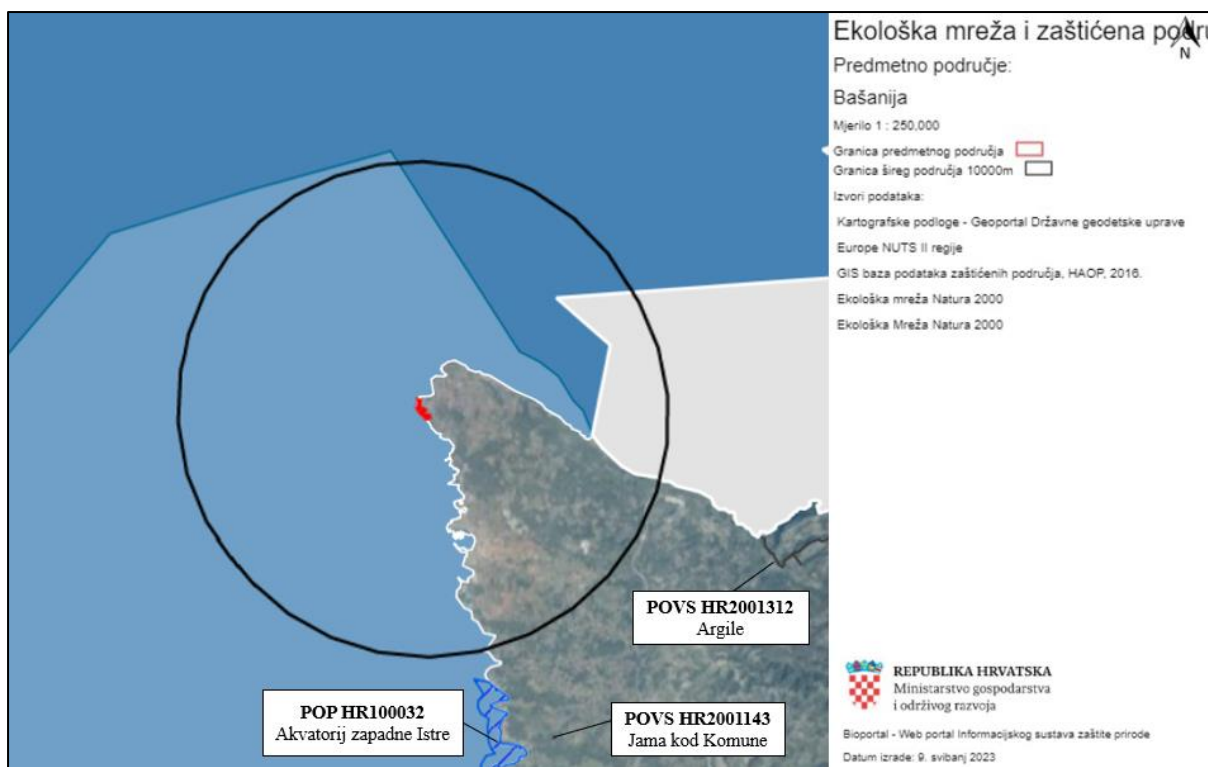 Ekološka mreža i zaštićena podru
N
Predmetno područje:
Bašanija
Mjerilo 1 : 250,000
Granica predmetnog područja
Granica šireg područja 10000m
Izvori podataka:
Kartografske podloge - Geoportal Državne geodetske uprave
Europe NUTS II regije
GIS baza podataka zaštićenih područja, HAOP, 2016.
Ekološka mreža Natura 2000
Ekološka Mreža Natura 2000
POVS HR2001312
Argile
POP HR100032
Akvatorij zapadne Istre
POVS HR2001143
Jama kod Komune
REPUBLIKA HRVATSKA
Ministarstvo gospodarstva
i održivog razvoja
Bioportal - Web portal Informacijskog sustava zaštite prirode
Datum izrade: 9. svibanj 2023